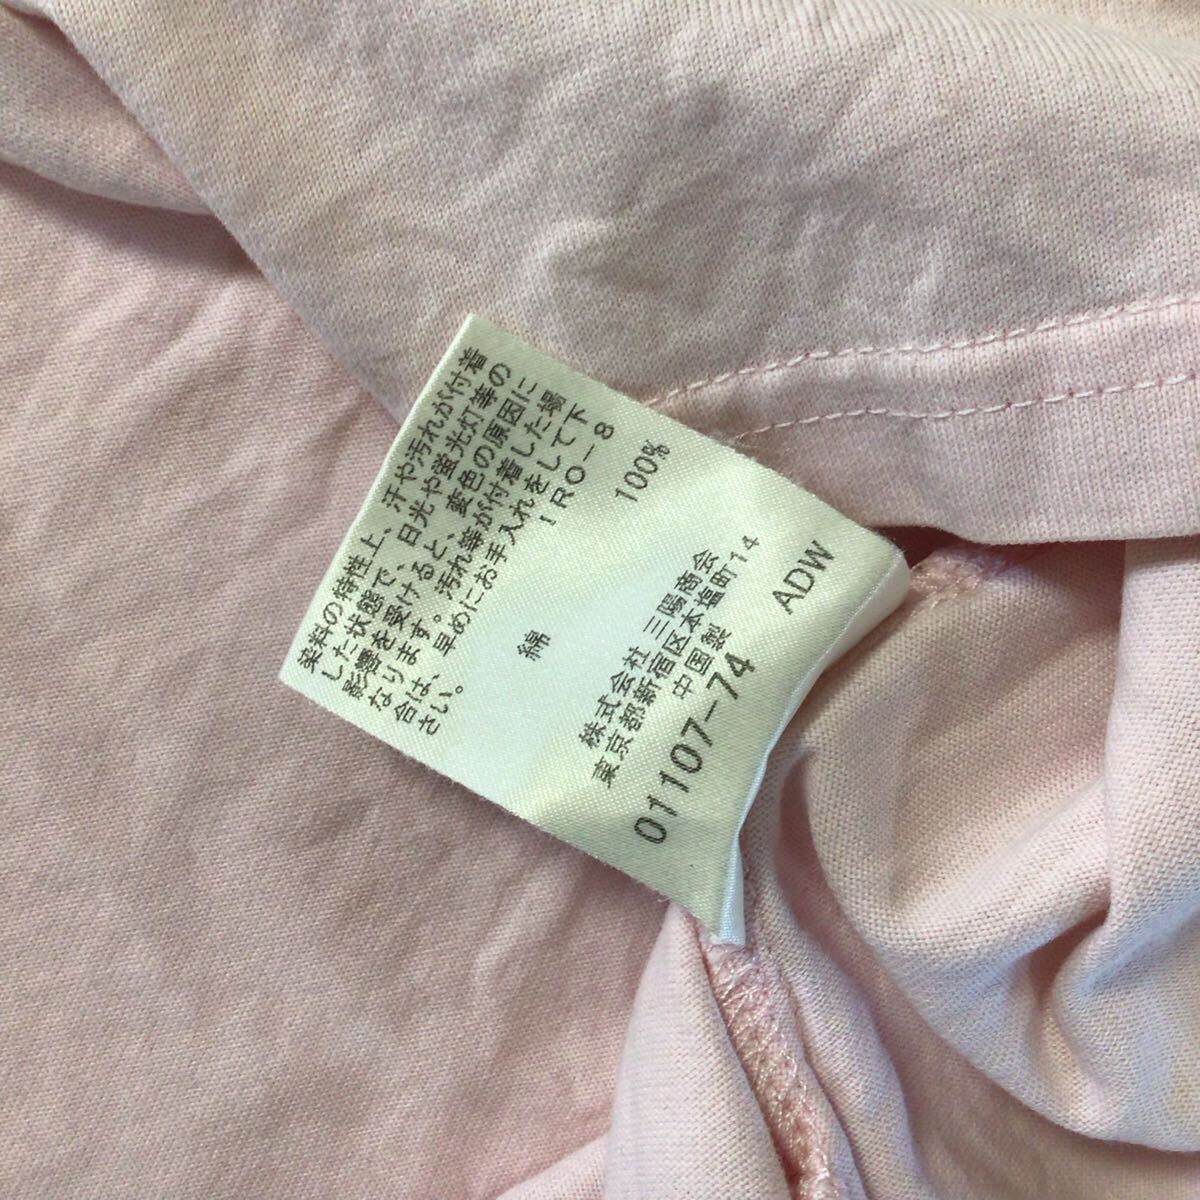 染料の特性上、汗や汚れが付着
した状態で、日光や蛍光灯等の
影響を受けると、変色の原因に
なります。汚れ等が付着した場
合は、早めにお手入れをして下
さい。
IRO-8
綿 100%
株式会社 三陽商会
東京都新宿区本塩町14
中国製
01107-74 ADW